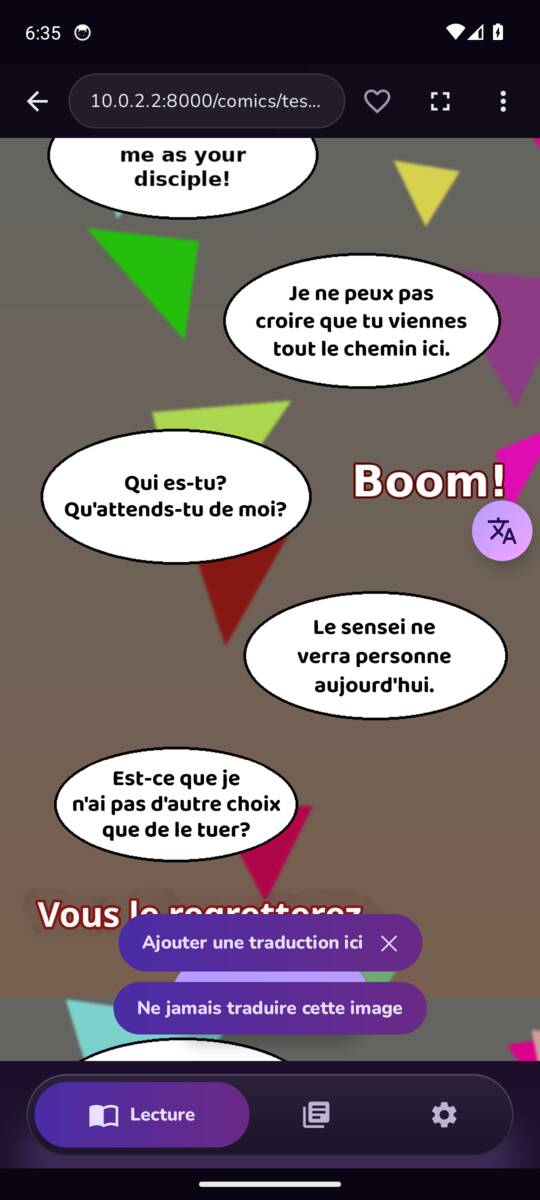 6:35
10.0.2.2:8000/comics/tes...
me as your
disciple!
Je ne peux pas
croire que tu viennes
tout le chemin ici.
Qui es-tu?
Qu'attends-tu de moi?
Boom!
Le sensei ne
verra personne
aujourd'hui.
Est-ce que je
n'ai pas d'autre choix
que de le tuer?
Vous le regretterez
Ajouter une traduction ici
Ne jamais traduire cette image
Lecture